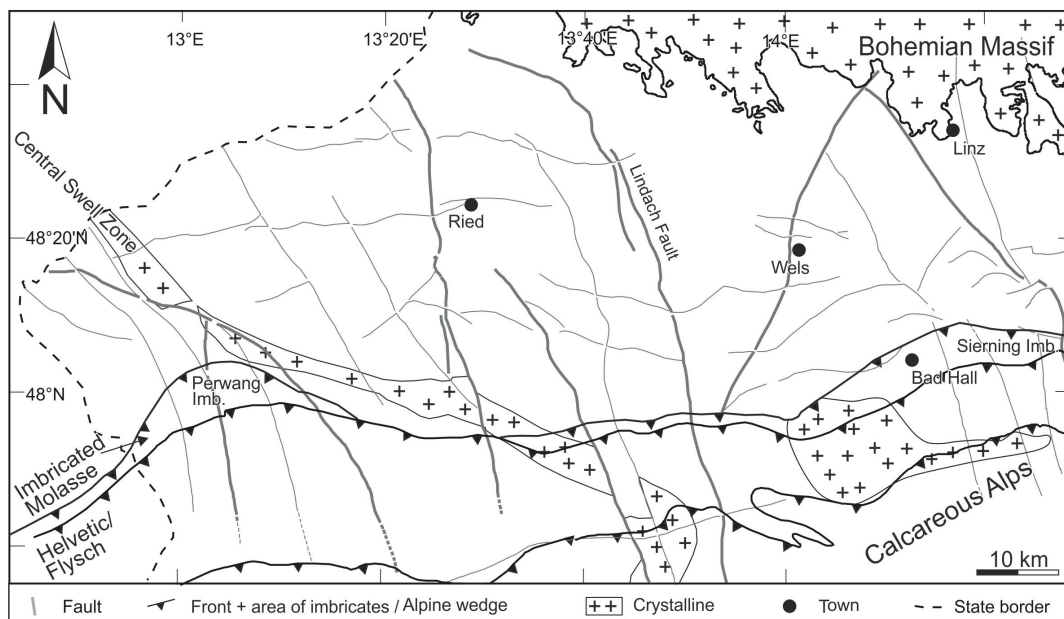 13°E
13°20'E
13°40'E
14°E
Bohemian Massif
N
Linz
Central Swell Zone
Ried
Lindach Fault
48°20'N
Wels
Sierning Imb.
Bad Hall
48°N
Perwang
Imb.
Imbricated
Molasse
Helvetic/
Flysch
Calcareous Alps
10 km
Fault
Front + area of imbricates / Alpine wedge
++ Crystalline
Town
State border